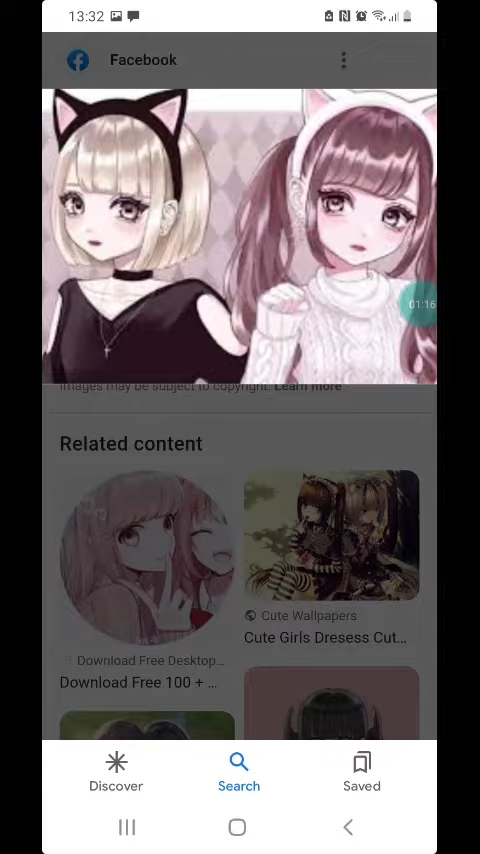 13:32
Facebook
01:16
Images may be subject to copyright. Learn more
Related content
Download Free Desktop...
Download Free 100 + ...
Cute Wallpapers
Cute Girls Dresess Cut...
Discover
Search
Saved